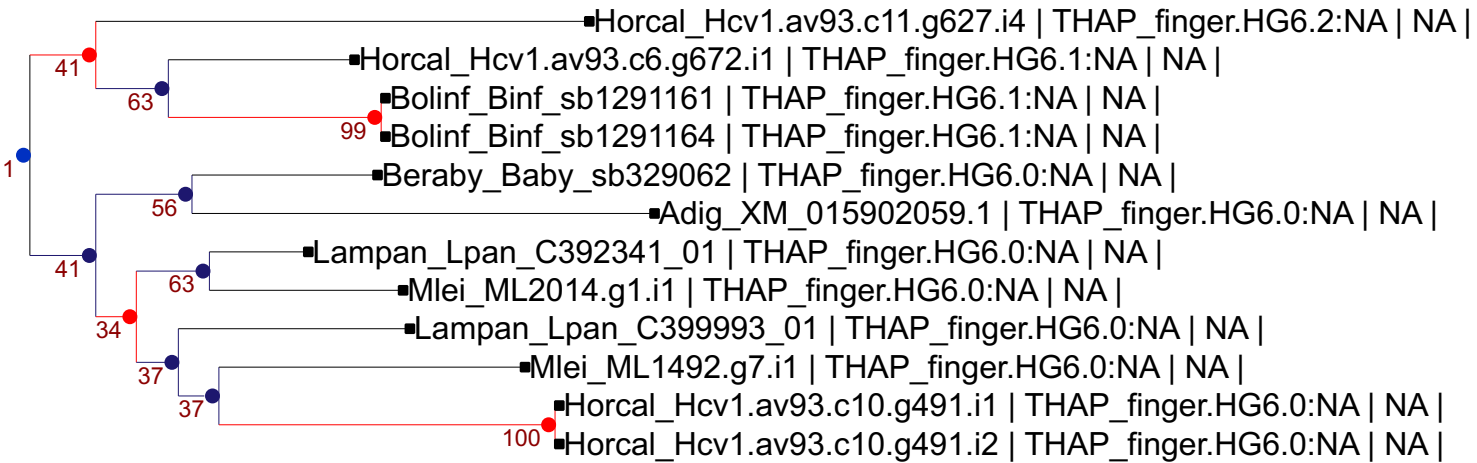 Horcal_Hcv1.av93.c11.g627.i4 | THAP_finger.HG6.2:NA | NA |
41
Horcal_Hcv1.av93.c6.g672.i1 | THAP_finger.HG6.1:NA | NA |
63
Bolinf_Binf_sb1291161 | THAP_finger.HG6.1:NA | NA |
99
Bolinf_Binf_sb1291164 | THAP_finger.HG6.1:NA | NA |
1
Beraby_Baby_sb329062 | THAP_finger.HG6.0:NA | NA |
56
Adig_XM_015902059.1 | THAP_finger.HG6.0:NA | NA |
Lampan_Lpan_C392341_01 | THAP_finger.HG6.0:NA | NA |
41
63
Mlei_ML2014.g1.i1 | THAP_finger.HG6.0:NA | NA |
34
Lampan_Lpan_C399993_01 | THAP_finger.HG6.0:NA | NA |
37
Mlei_ML1492.g7.i1 | THAP_finger.HG6.0:NA | NA |
37
Horcal_Hcv1.av93.c10.g491.i1 | THAP_finger.HG6.0:NA | NA |
100
Horcal_Hcv1.av93.c10.g491.i2 | THAP_finger.HG6.0:NA | NA |